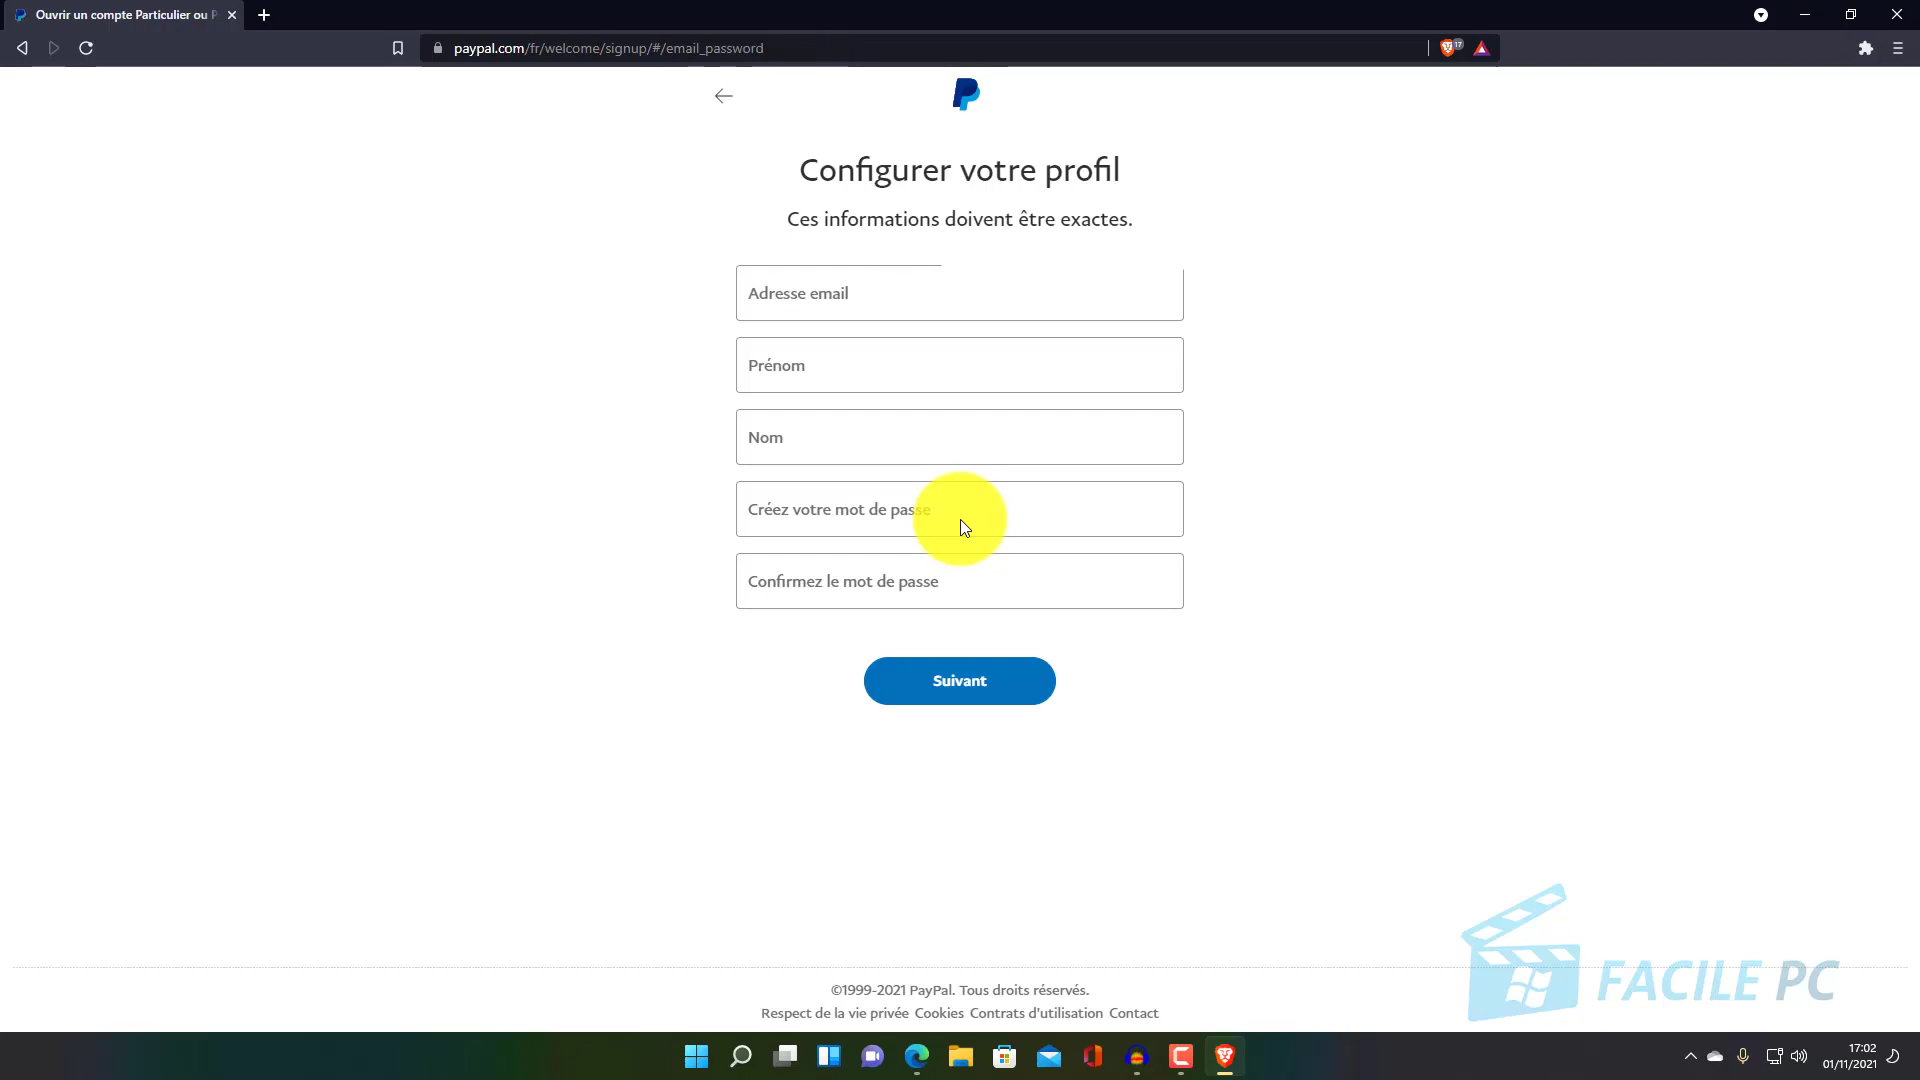 Ouvrir un compte Particulier ou P
paypal.com/fr/welcome/signup/#/email_password
17
Configurer votre profil
Ces informations doivent être exactes.
Adresse email
Prénom
Nom
Créez votre mot de passe
Confirmez le mot de passe
Suivant
FACILE PC
©1999-2021 PayPal. Tous droits réservés.
Respect de la vie privée Cookies Contrats d'utilisation Contact
17:02
01/11/2021